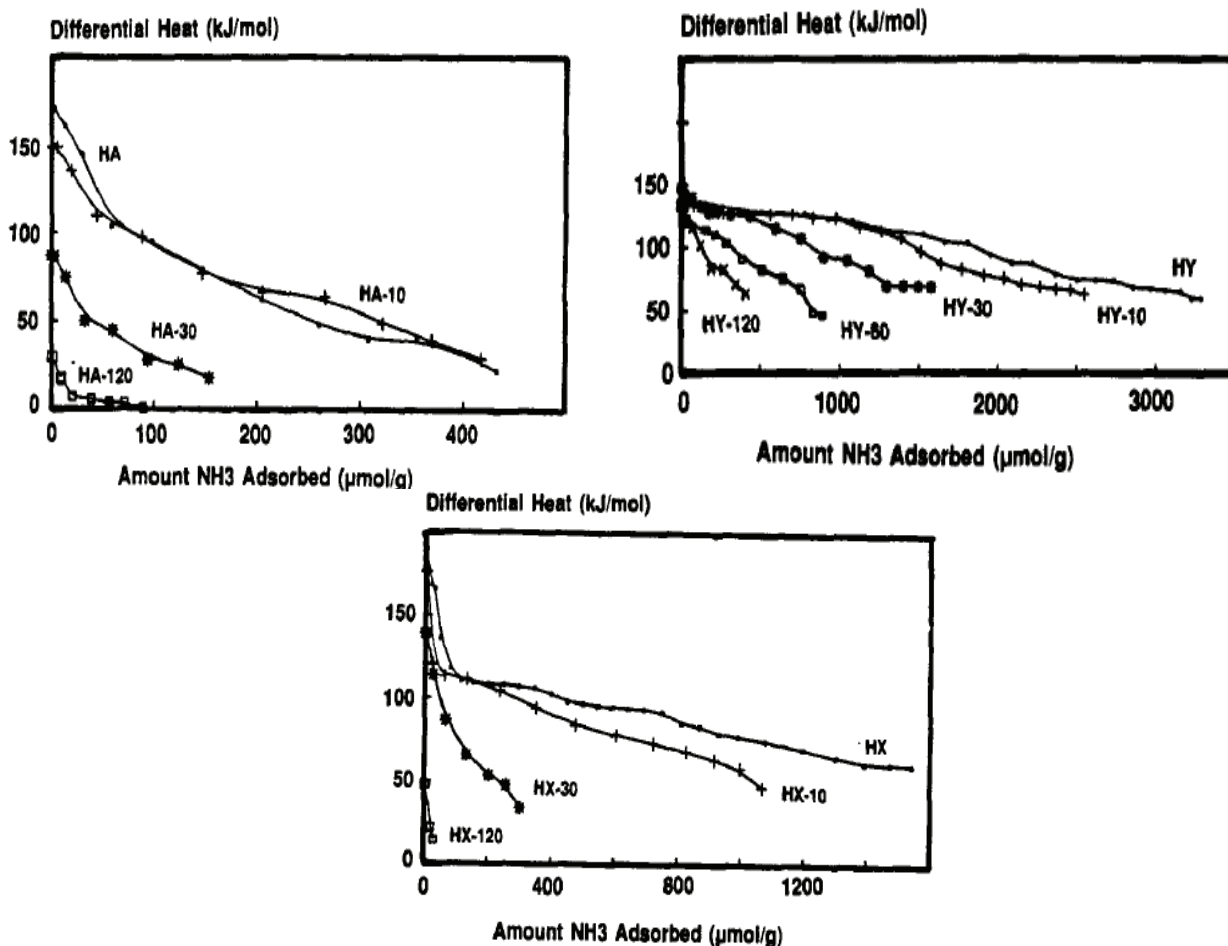 Differential Heat (kJ/mol)
150
100
50
0
HA
HA-10
HA-30
HA-120
0 100 200 300 400
Amount NH3 Adsorbed (µmol/g)
Differential Heat (kJ/mol)
150
100
50
0
HY
HY-10
HY-30
HY-60
HY-120
0 1000 2000 3000
Amount NH3 Adsorbed (µmol/g)
Differential Heat (kJ/mol)
150
100
50
0
HX
HX-10
HX-30
HX-120
0 400 800 1200
Amount NH3 Adsorbed (µmol/g)